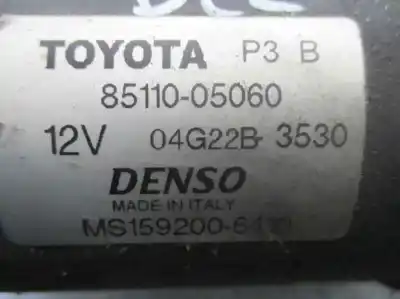 TOYOTA P3 B
85110-05060
12V 04G22B 3530
DENSO
MADE IN ITALY